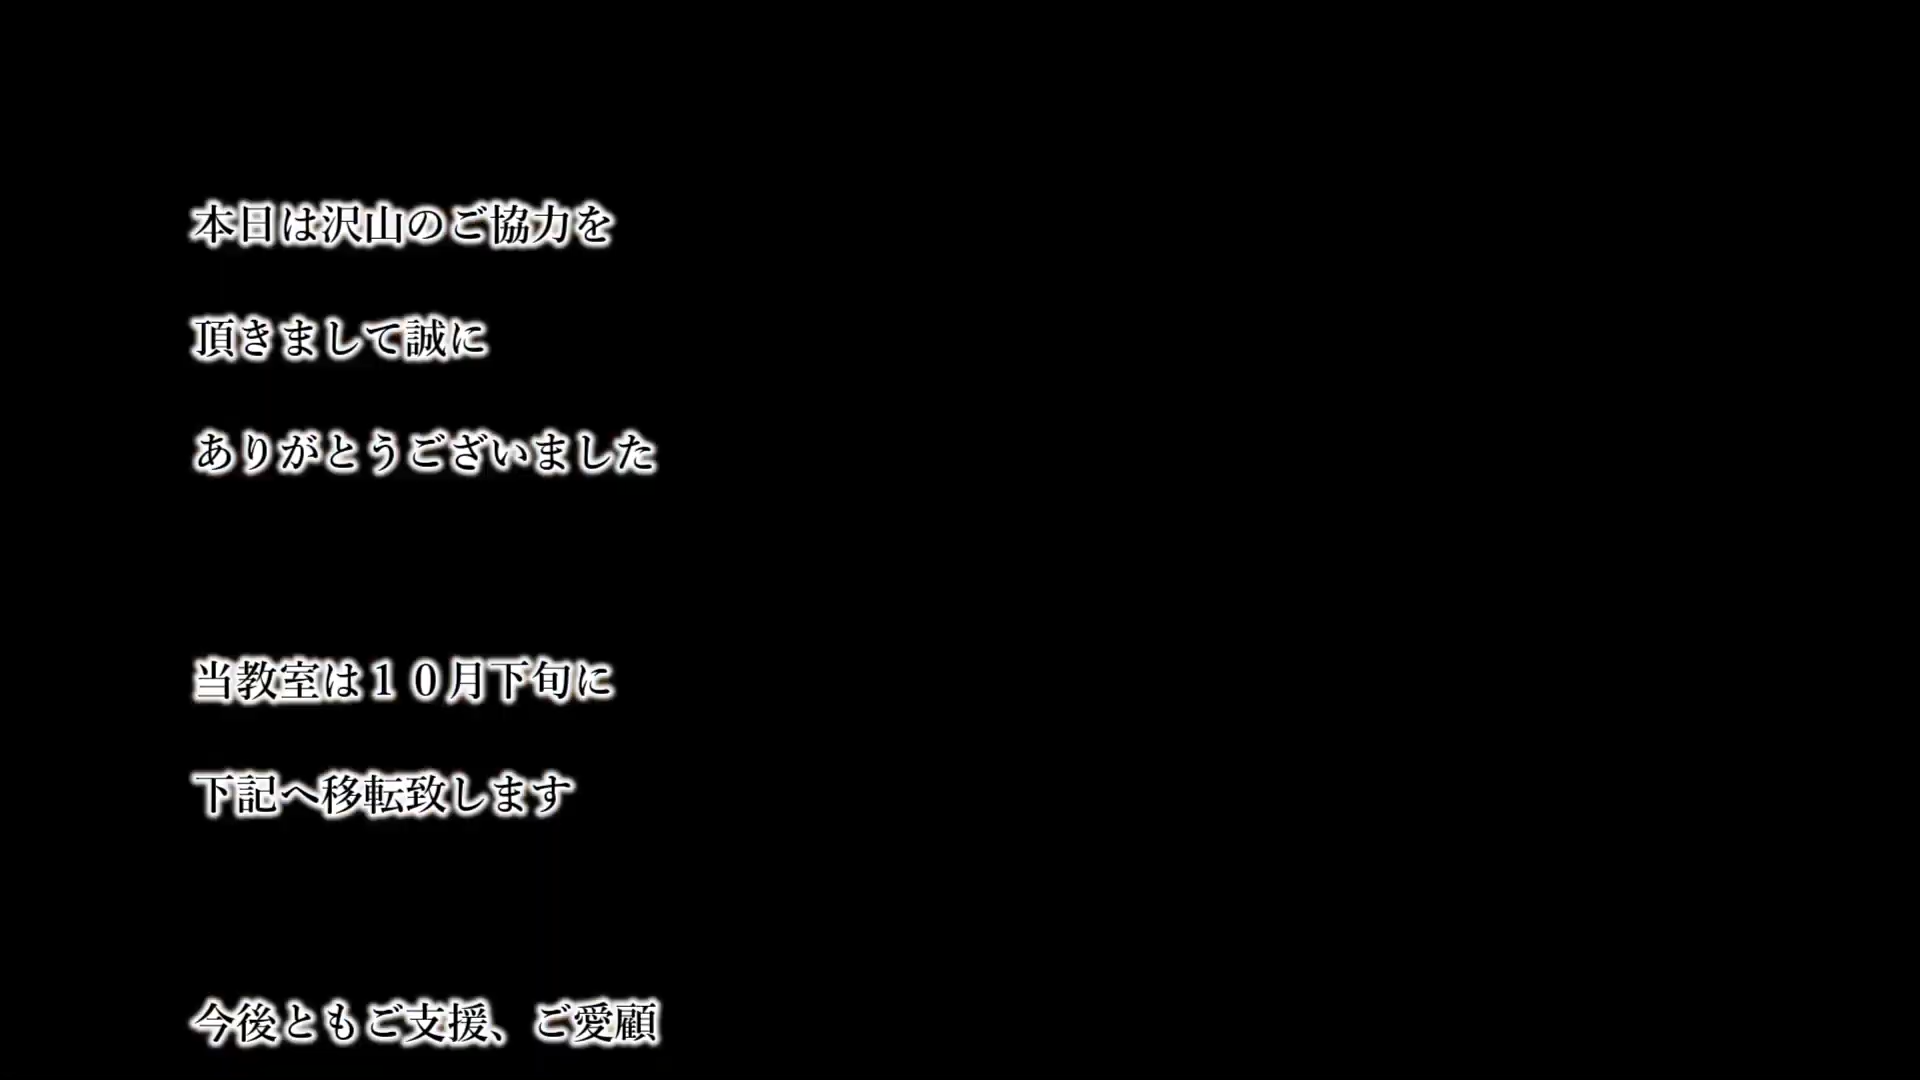 本日は沢山のご協力を
頂きまして誠に
ありがとうございました
当教室は１０月下旬に
下記へ移転致します
今後ともご支援、ご愛顧